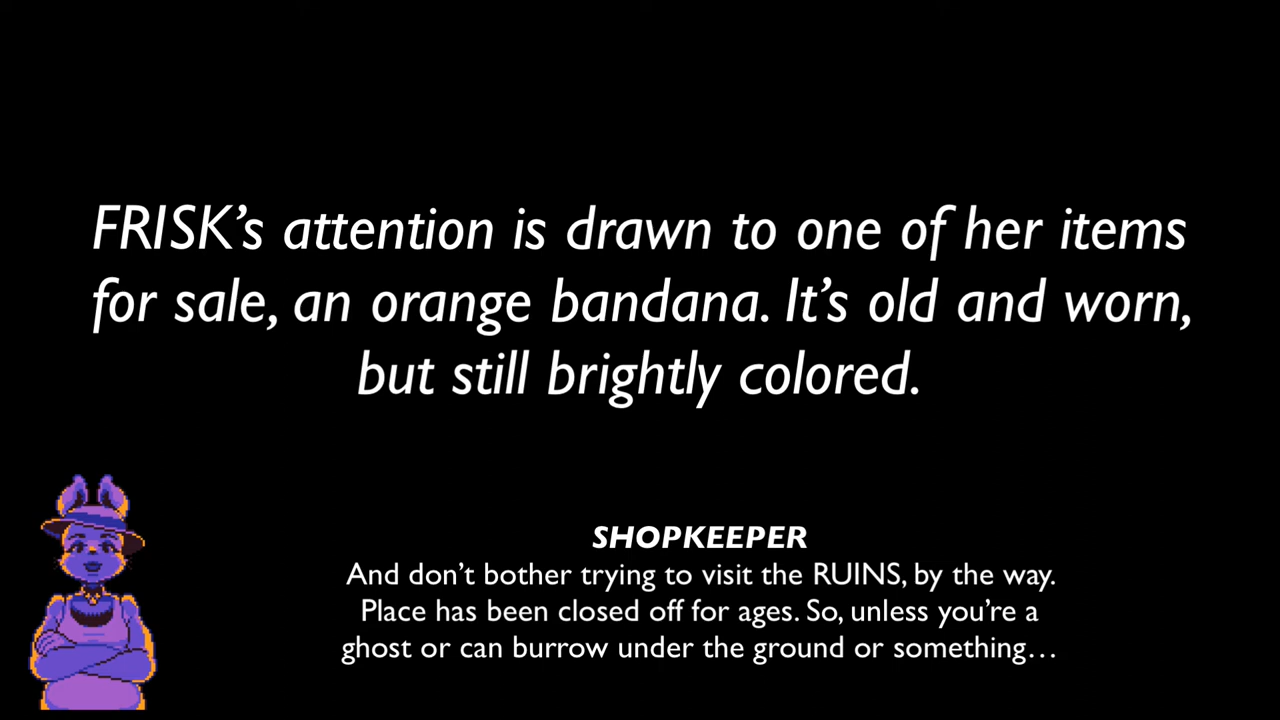 FRISK’s attention is drawn to one of her items
for sale, an orange bandana. It’s old and worn,
but still brightly colored.
SHOPKEEPER
And don’t bother trying to visit the RUINS, by the way.
Place has been closed off for ages. So, unless you’re a
ghost or can burrow under the ground or something…